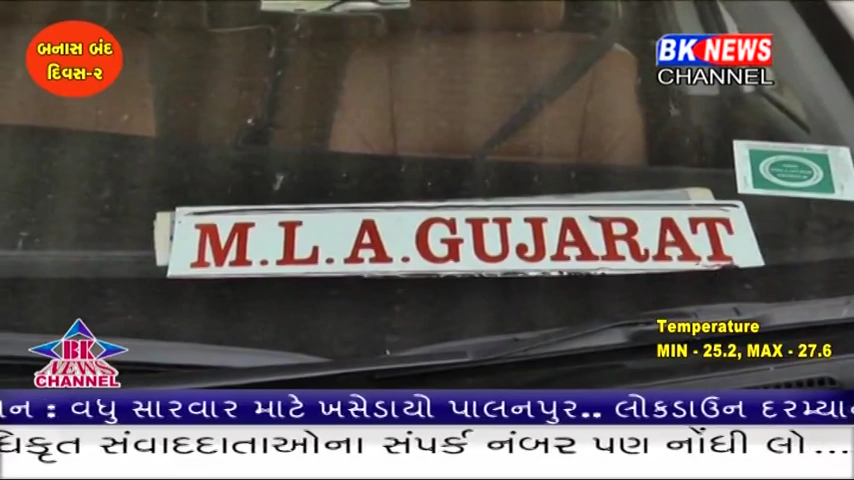 બનાસ બંદ
દિવસ-૨
BK NEWS
CHANNEL
M.L.A.GUJARAT
Temperature
MIN - 25.2, MAX - 27.6
BK
NEWS
CHANNEL
: વધુ સારવાર માટે ખસેડાયો પાલનપુર.. લોકડાઉન
સંવાદદાતાઓના સંપર્ક નંબર પણ નોંધી લો...